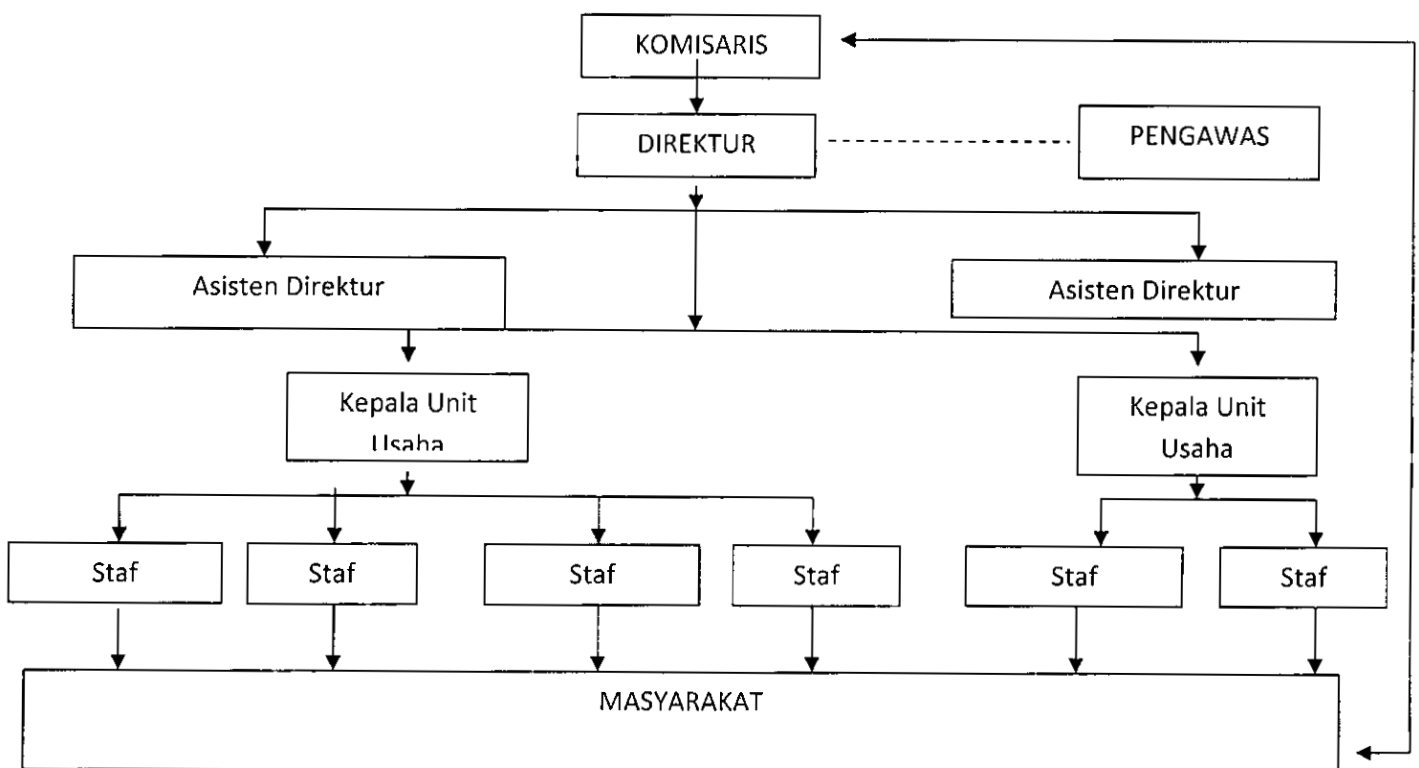 KOMISARIS
DIREKTUR
PENGAWAS
Asisten Direktur
Asisten Direktur
Kepala Unit
Usaha
Kepala Unit
Usaha
Staf
Staf
Staf
Staf
Staf
Staf
MASYARAKAT